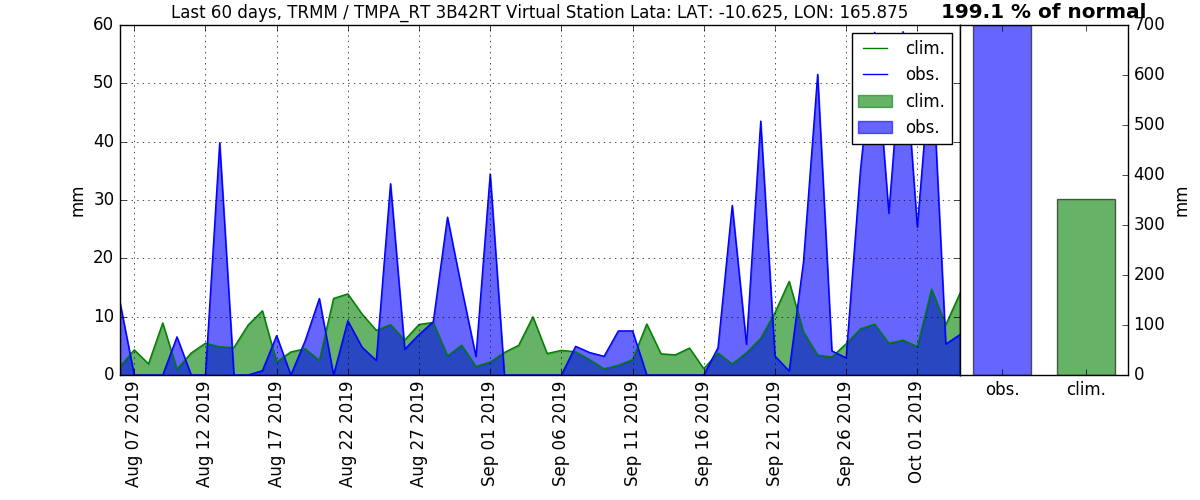 Last 60 days, TRMM / TMPA_RT 3B42RT Virtual Station Lata: LAT: -10.625, LON: 165.875
199.1 % of normal
60
50
40
30
20
10
0
mm
clim.
obs.
clim.
obs.
700
600
500
400
300
200
100
0
mm
obs.
clim.
Aug 07 2019
Aug 12 2019
Aug 17 2019
Aug 22 2019
Aug 27 2019
Sep 01 2019
Sep 06 2019
Sep 11 2019
Sep 16 2019
Sep 21 2019
Sep 26 2019
Oct 01 2019